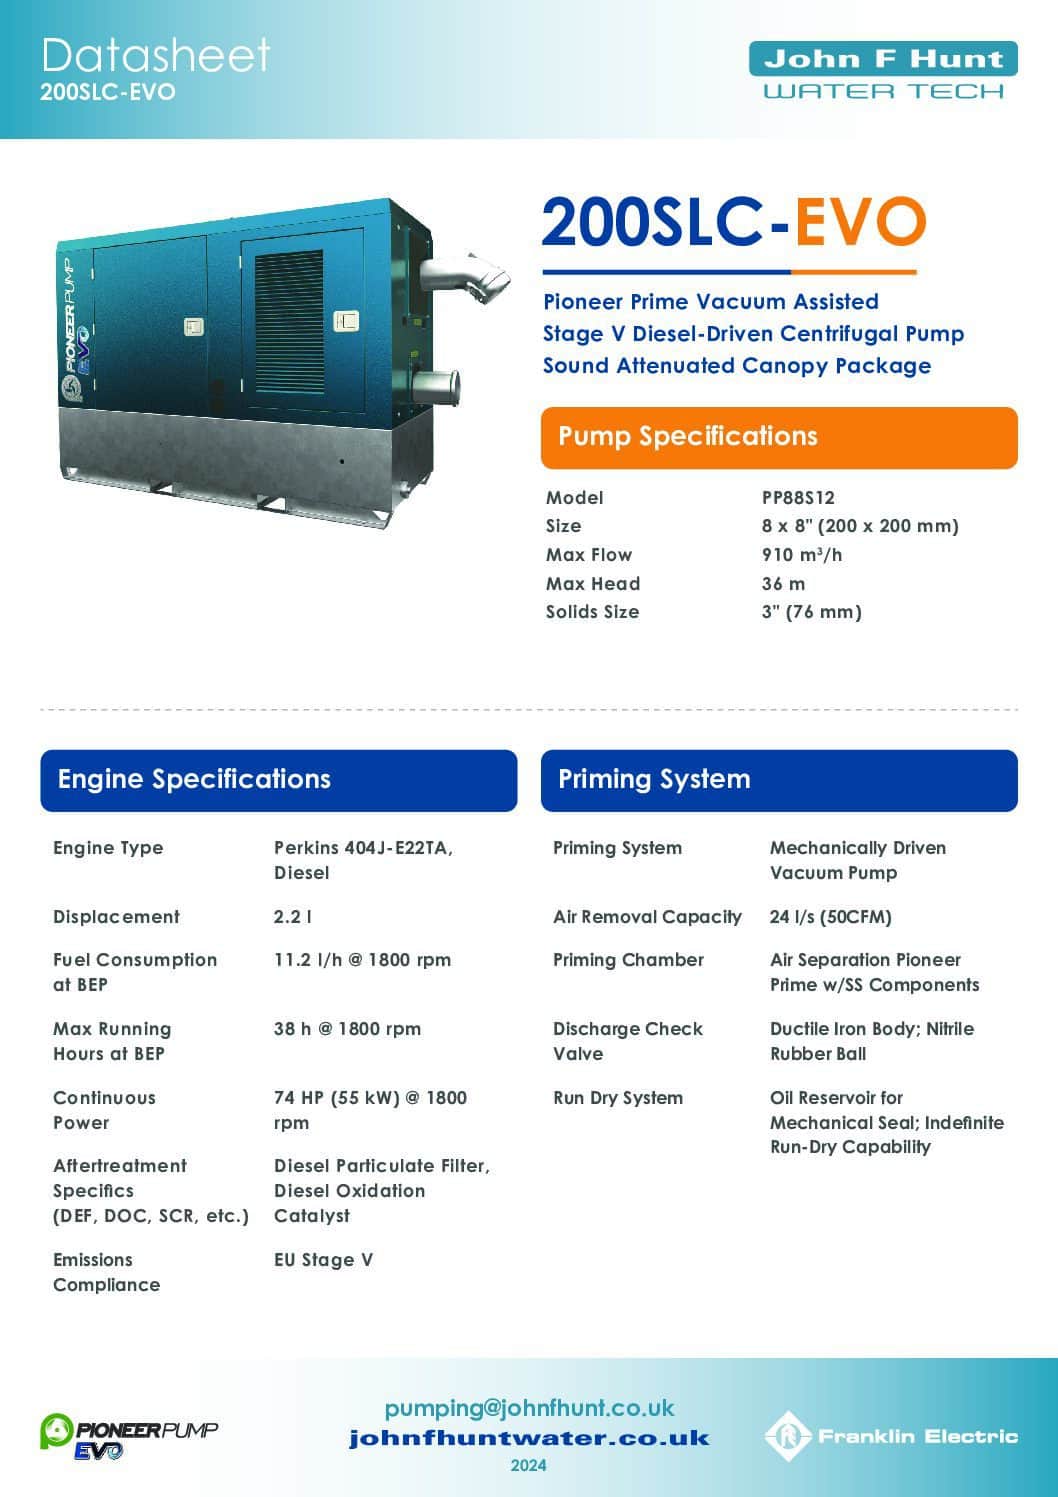 Datasheet
200SLC-EVO
John F Hunt
WATER TECH
PIONEERPUMP
EVO
200SLC-EVO
Pioneer Prime Vacuum Assisted
Stage V Diesel-Driven Centrifugal Pump
Sound Attenuated Canopy Package
Pump Specifications
Model PP88S12
Size 8 x 8" (200 x 200 mm)
Max Flow 910 m³/h
Max Head 36 m
Solids Size 3" (76 mm)
Engine Specifications
Engine Type Perkins 404J-E22TA,
Diesel
Displacement 2.2 l
Fuel Consumption 11.2 l/h @ 1800 rpm
at BEP
Max Running 38 h @ 1800 rpm
Hours at BEP
Continuous 74 HP (55 kW) @ 1800
Power rpm
Aftertreatment Diesel Particulate Filter,
Specifics Diesel Oxidation
(DEF, DOC, SCR, etc.) Catalyst
Emissions EU Stage V
Compliance
Priming System
Priming System Mechanically Driven
Vacuum Pump
Air Removal Capacity 24 l/s (50CFM)
Priming Chamber Air Separation Pioneer
Prime w/SS Components
Discharge Check Ductile Iron Body; Nitrile
Valve Rubber Ball
Run Dry System Oil Reservoir for
Mechanical Seal; Indefinite
Run-Dry Capability
PIONEERPUMP
EVO
pumping@johnfhunt.co.uk
johnfhuntwater.co.uk
2024
Franklin Electric